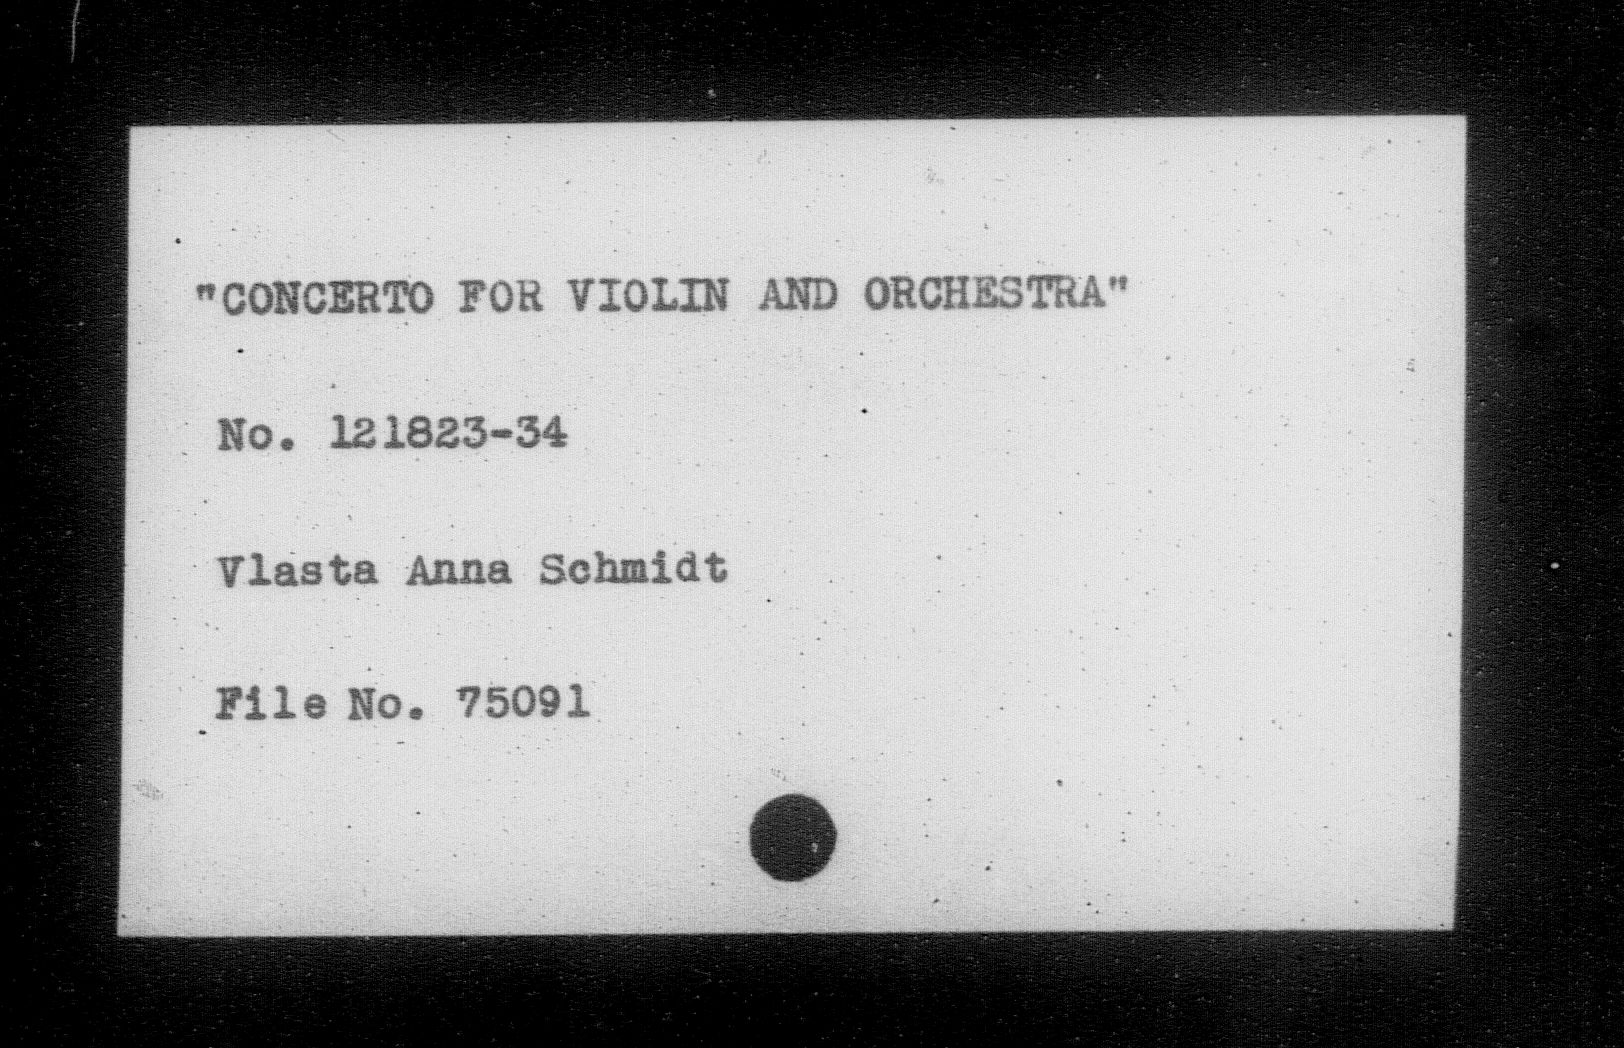 "CONCERTO FOR VIOLIN AND ORCHESTRA"
No. 121823-34
Vlasta Anna Schmidt
File No. 75091